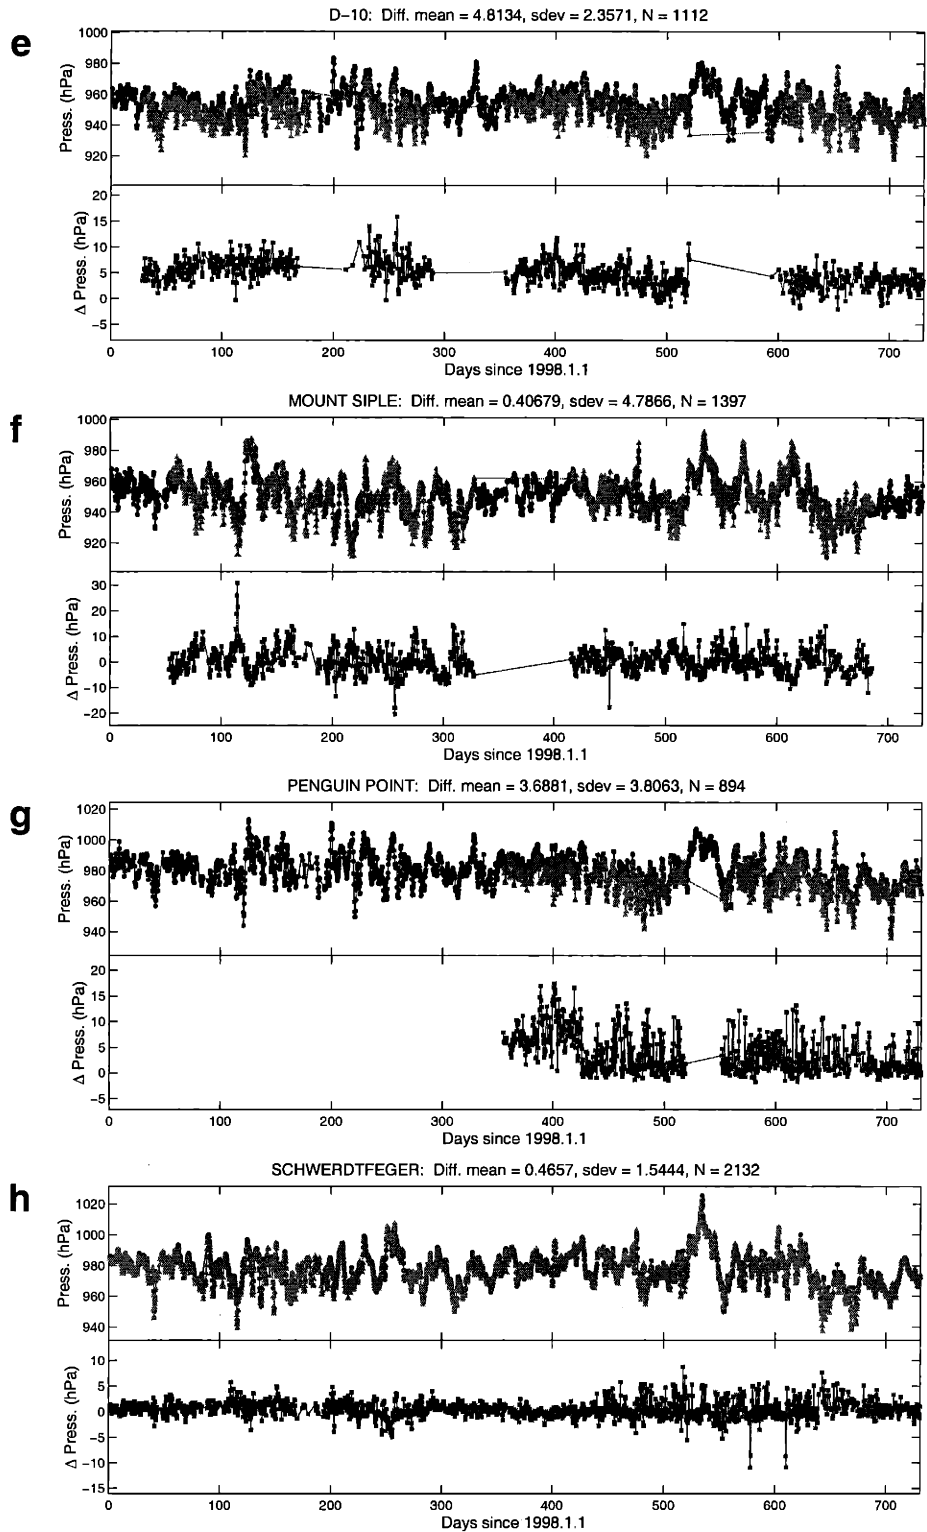 e
D-10: Diff. mean = 4.8134, sdev = 2.3571, N = 1112
Press. (hPa)
1000
980
960
940
920
Δ Press. (hPa)
20
15
10
5
0
-5
0 100 200 300 400 500 600 700
Days since 1998.1.1
f
MOUNT SIPLE: Diff. mean = 0.40679, sdev = 4.7866, N = 1397
Press. (hPa)
1000
980
960
940
920
Δ Press. (hPa)
30
20
10
0
-10
-20
0 100 200 300 400 500 600 700
Days since 1998.1.1
g
PENGUIN POINT: Diff. mean = 3.6881, sdev = 3.8063, N = 894
Press. (hPa)
1020
1000
980
960
940
Δ Press. (hPa)
20
15
10
5
0
-5
0 100 200 300 400 500 600 700
Days since 1998.1.1
h
SCHWERDTFEGER: Diff. mean = 0.4657, sdev = 1.5444, N = 2132
Press. (hPa)
1020
1000
980
960
940
Δ Press. (hPa)
10
5
0
-5
-10
-15
0 100 200 300 400 500 600 700
Days since 1998.1.1